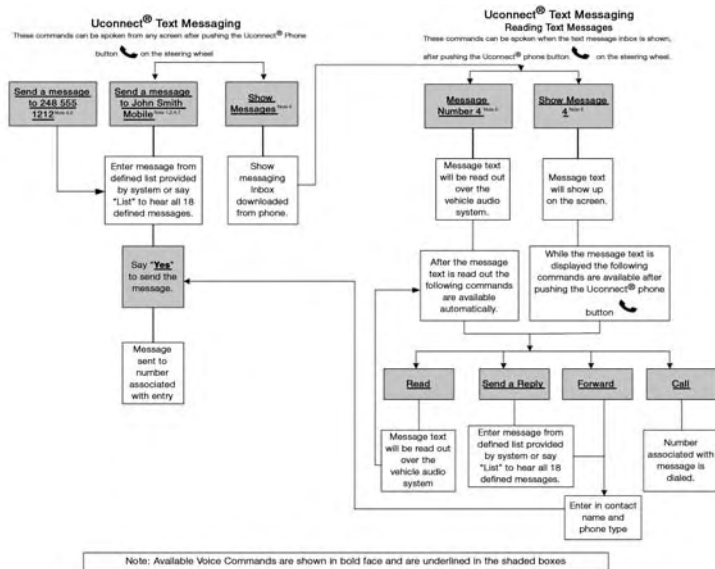 Uconnect® Text Messaging
These commands can be spoken from any screen after pushing the Uconnect® Phone
button on the steering wheel
Send a message
to 248 555
1212 Note 4,2
Send a message
to John Smith
Mobile
Show
Messages
Enter message from
defined list provided
by system or say
"List" to hear all 18
defined messages.
Show
messaging
Inbox
downloaded
from phone.
Say "Yes"
to send the
message.
Message
sent to
number
associated
with entry
Uconnect® Text Messaging
Reading Text Messages
These commands can be spoken when the text message inbox is shown,
after pushing the Uconnect® phone button. on the steering wheel.
Message
Number 4
Show Message
4
Message text
will be read out
over the
vehicle audio
system.
Message
text will
show up
on the screen.
After the message
text is read out the
following commands
are available
automatically.
While the message text is
displayed the following
commands are available after
pushing the Uconnect® phone
button
Read
Send a Reply
Forward
Call
Message text
will be read out
over the
vehicle audio
system
Enter message from
defined list provided
by system or say
"List" to hear all 18
defined messages.
Number
associated with
message is
dialed.
Enter in contact
name and
phone type
Note: Available Voice Commands are shown in bold face and are underlined in the shaded boxes